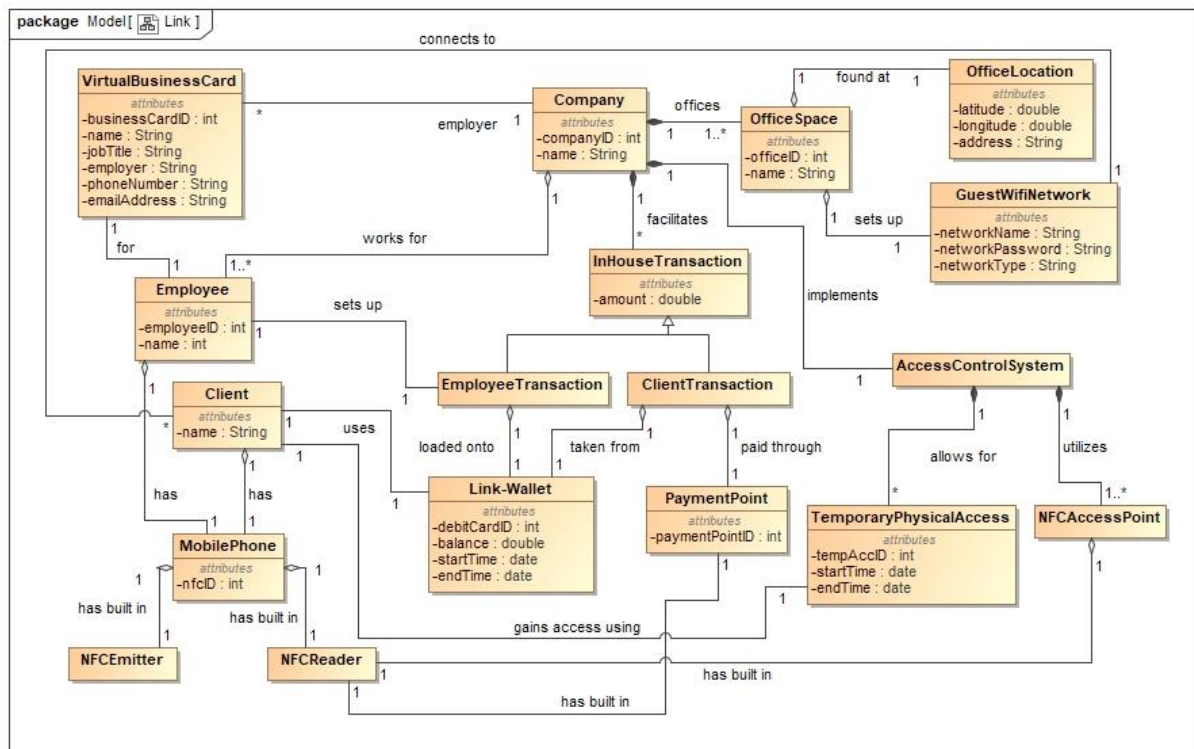 package Model[ Link ]
connects to
VirtualBusinessCard
attributes
-businessCardID : int
-name : String
-jobTitle : String
-employer : String
-phoneNumber : String
-emailAddress : String
*
employer
1
Company
attributes
-companyID : int
-name : String
offices
1
1..*
OfficeSpace
attributes
-officeID : int
-name : String
1
found at
1
OfficeLocation
attributes
-latitude : double
-longitude : double
-address : String
1
GuestWifiNetwork
attributes
-networkName : String
-networkPassword : String
-networkType : String
1
sets up
1
1
for
1
works for
1
1..*
1
facilitates
*
1
implements
1
Employee
attributes
-employeeID : int
-name : int
InHouseTransaction
attributes
-amount : double
1
sets up
1
EmployeeTransaction
ClientTransaction
AccessControlSystem
Client
attributes
-name : String
*
1
uses
1
1
loaded onto
1
1
taken from
1
1
paid through
1
1
allows for
*
1
utilizes
1..*
1
has
1
1
has
1
Link-Wallet
attributes
-debitCardID : int
-balance : double
-startTime : date
-endTime : date
PaymentPoint
attributes
-paymentPointID : int
TemporaryPhysicalAccess
attributes
-tempAccID : int
-startTime : date
-endTime : date
NFCAccessPoint
MobilePhone
attributes
-nfcID : int
1
has built in
1
1
has built in
1
1
gains access using
1
NFCEmitter
NFCReader
1
has built in
1
1
has built in
1